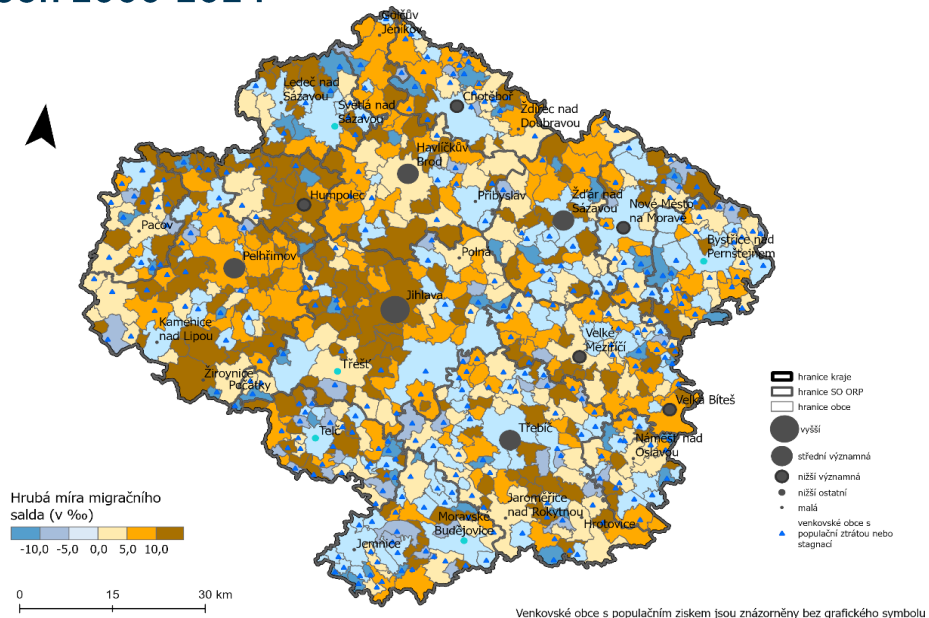 Golčův
Jeníkov
Ledeč nad
Sázavou
Světlá nad
Sázavou
Chotěboř
Ždírec nad
Doubravou
Havlíčkův
Brod
Humpolec
Přibyslav
Žďár nad
Sázavou
Nové Město
na Moravě
Bystřice nad
Pernštejnem
Pacov
Pelhřimov
Polná
Jihlava
Kamenice
nad Lipou
Velké
Meziříčí
Žirovnice
Počátky
Třešť
Velká Bíteš
Telč
Třebíč
Náměšť nad
Oslavou
Jaroměřice
nad Rokytnou
Hrotovice
Moravské
Budějovice
Jemnice
hranice kraje
hranice SO ORP
hranice obce
vyšší
střední významná
nižší významná
nižší ostatní
malá
venkovské obce s
populační ztrátou nebo
stagnací
Hrubá míra migračního
salda (v ‰)
-10,0 -5,0 0,0 5,0 10,0
0 15 30 km
Venkovské obce s populačním ziskem jsou znázorněny bez grafického symbolu